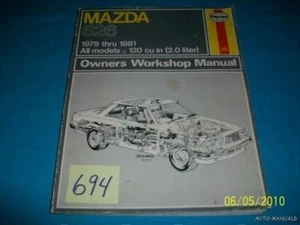 MAZDA
626
1979 thru 1981
All models 120 cu in (2.0 liter)
Owners Workshop Manual
694
06/05/2010
AUTO-MANUALS